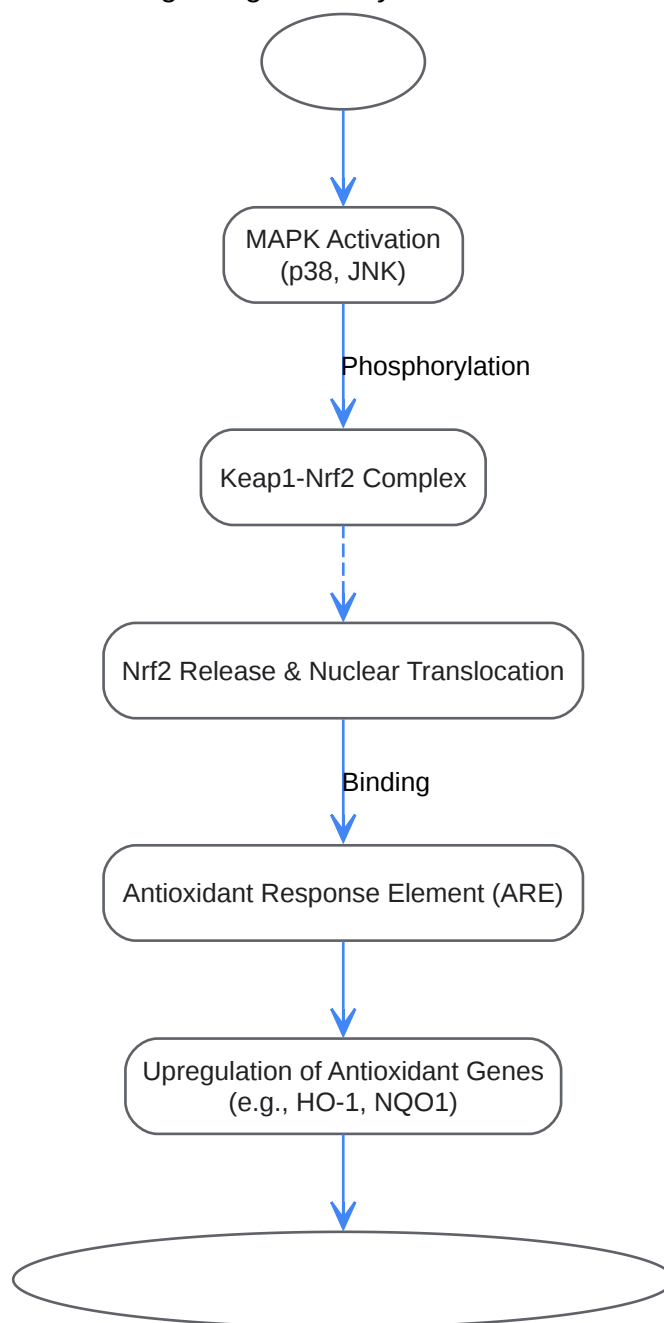 MAPK Activation
(p38, JNK)
Phosphorylation
Keap1-Nrf2 Complex
Nrf2 Release & Nuclear Translocation
Binding
Antioxidant Response Element (ARE)
Upregulation of Antioxidant Genes
(e.g., HO-1, NQO1)